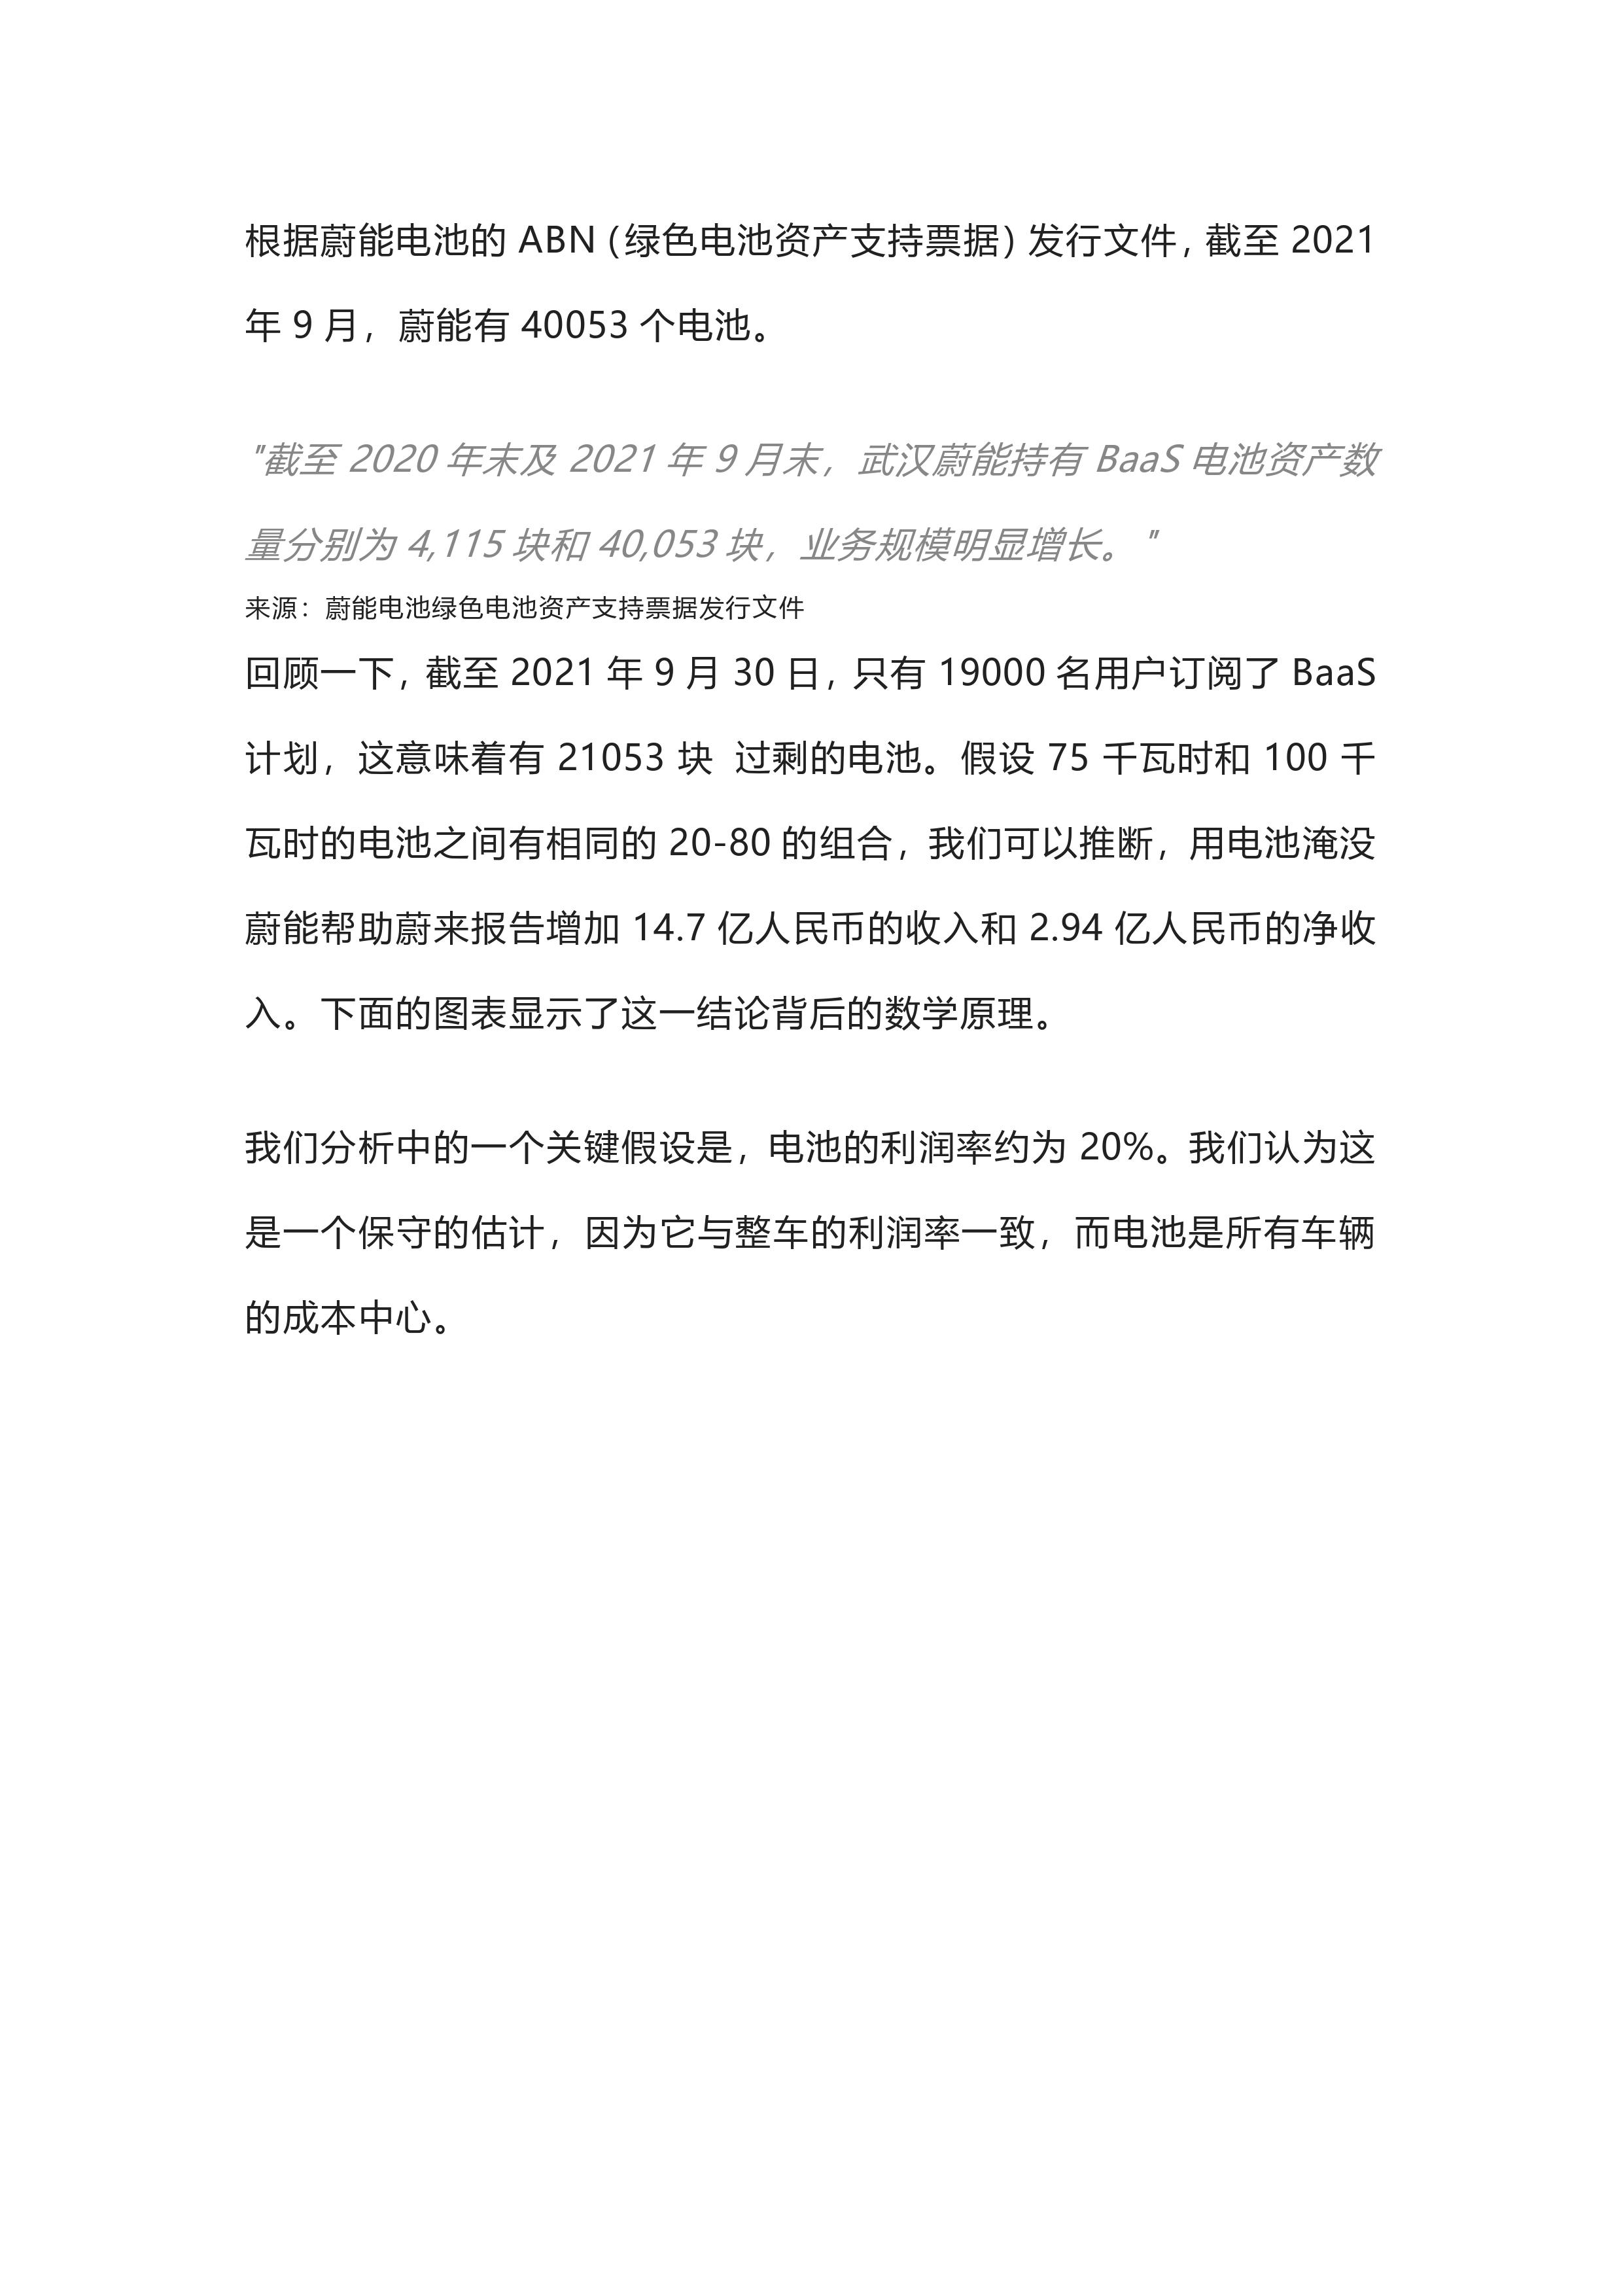 根据蔚能电池的 ABN（绿色电池资产支持票据）发行文件，截至 2021
年 9 月，蔚能有 40053 个电池。
"截至 2020 年末及 2021 年 9 月末，武汉蔚能持有 BaaS 电池资产数
量分别为 4,115 块和 40,053 块，业务规模明显增长。"
来源：蔚能电池绿色电池资产支持票据发行文件
回顾一下，截至 2021 年 9 月 30 日，只有 19000 名用户订阅了 BaaS
计划，这意味着有 21053 块 过剩的电池。假设 75 千瓦时和 100 千
瓦时的电池之间有相同的 20-80 的组合，我们可以推断，用电池淹没
蔚能帮助蔚来报告增加 14.7 亿人民币的收入和 2.94 亿人民币的净收
入。下面的图表显示了这一结论背后的数学原理。
我们分析中的一个关键假设是，电池的利润率约为 20%。我们认为这
是一个保守的估计，因为它与整车的利润率一致，而电池是所有车辆
的成本中心。